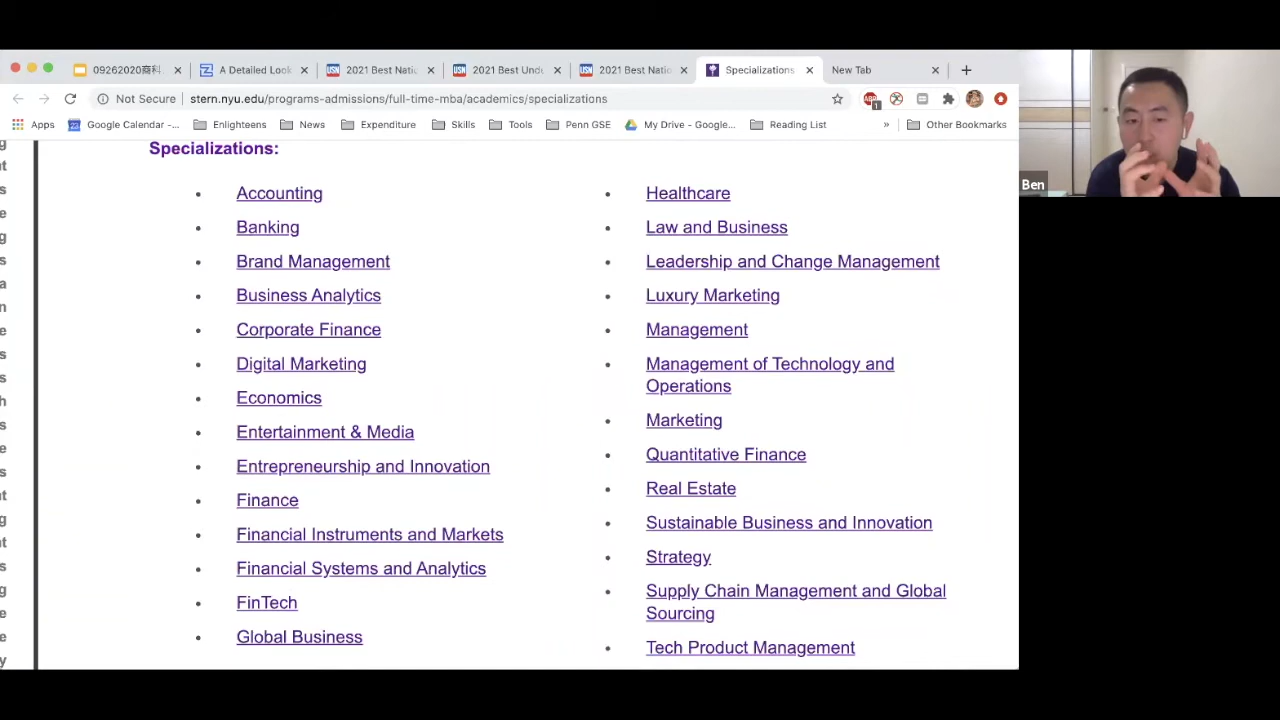 09262020商科
A Detailed Look
2021 Best Natio
2021 Best Undu
2021 Best Natio
Specializations
New Tab
Not Secure
stern.nyu.edu/programs-admissions/full-time-mba/academics/specializations
Apps
Google Calendar -...
Enlighteens
News
Expenditure
Skills
Tools
Penn GSE
My Drive - Google...
Reading List
»
Other Bookmarks
Specializations:
Accounting
Banking
Brand Management
Business Analytics
Corporate Finance
Digital Marketing
Economics
Entertainment & Media
Entrepreneurship and Innovation
Finance
Financial Instruments and Markets
Financial Systems and Analytics
FinTech
Global Business
Healthcare
Law and Business
Leadership and Change Management
Luxury Marketing
Management
Management of Technology and
Operations
Marketing
Quantitative Finance
Real Estate
Sustainable Business and Innovation
Strategy
Supply Chain Management and Global
Sourcing
Tech Product Management
Ben